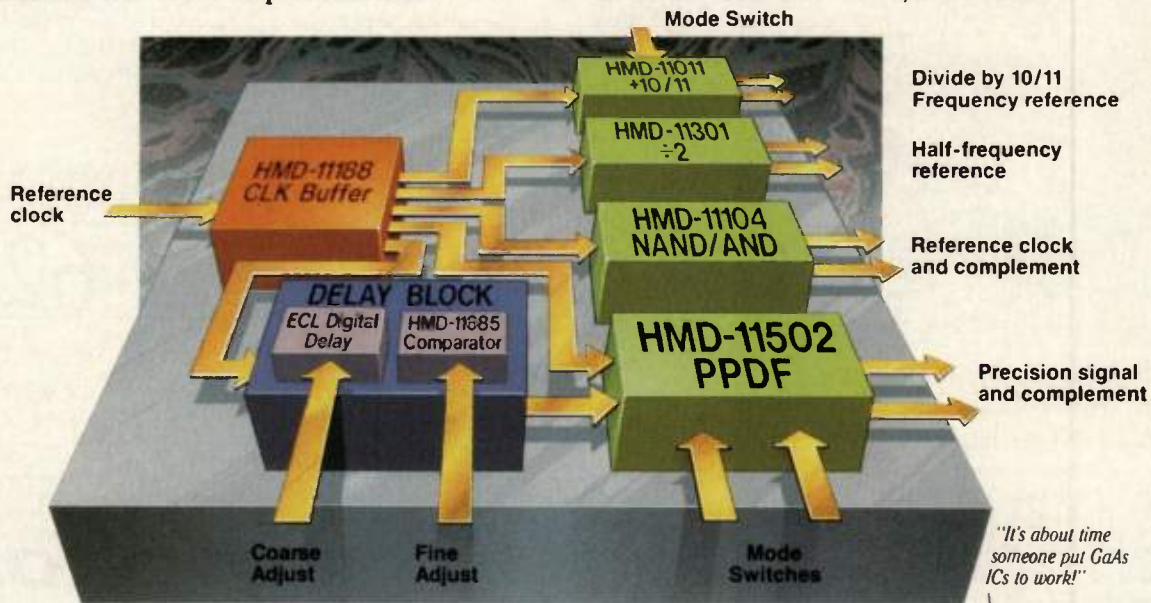 Mode Switch
HMD-11011
÷10/11
Divide by 10/11
Frequency reference
HMD-11301
÷2
Half-frequency
reference
HMD-11188
CLK Buffer
Reference
clock
HMD-11104
NAND/AND
Reference clock
and complement
DELAY BLOCK
ECL Digital
Delay
HMD-11685
Comparator
HMD-11502
PPDF
Precision signal
and complement
Coarse
Adjust
Fine
Adjust
Mode
Switches
"It's about time
someone put GaAs
ICs to work!"